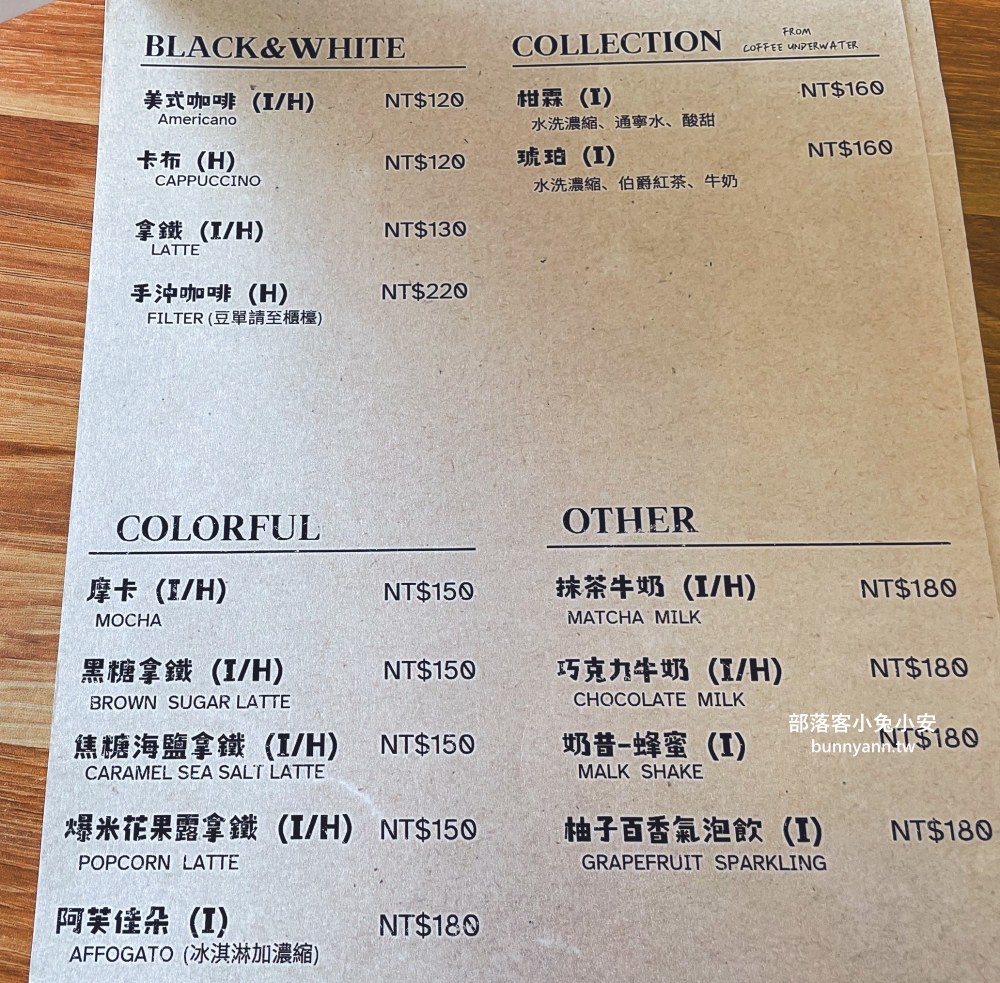 BLACK&WHITE
美式咖啡 (I/H) NT$120
Americano
卡布 (H) NT$120
CAPPUCCINO
拿鐵 (I/H) NT$130
LATTE
手沖咖啡 (H) NT$220
FILTER (豆單請至櫃檯)
COLLECTION
FROM
COFFEE UNDERWATER
柑霖 (I) NT$160
水洗濃縮、通寧水、酸甜
琥珀 (I) NT$160
水洗濃縮、伯爵紅茶、牛奶
COLORFUL
摩卡 (I/H) NT$150
MOCHA
黑糖拿鐵 (I/H) NT$150
BROWN SUGAR LATTE
焦糖海鹽拿鐵 (I/H) NT$150
CARAMEL SEA SALT LATTE
爆米花果露拿鐵 (I/H) NT$150
POPCORN LATTE
阿芙佳朵 (I) NT$180
AFFOGATO (冰淇淋加濃縮)
OTHER
抹茶牛奶 (I/H) NT$180
MATCHA MILK
巧克力牛奶 (I/H) NT$180
CHOCOLATE MILK
奶昔-蜂蜜 (I) NT$180
MALK SHAKE
柚子百香氣泡飲 (I) NT$180
GRAPEFRUIT SPARKLING
部落客小兔小安
bunnyann.tw